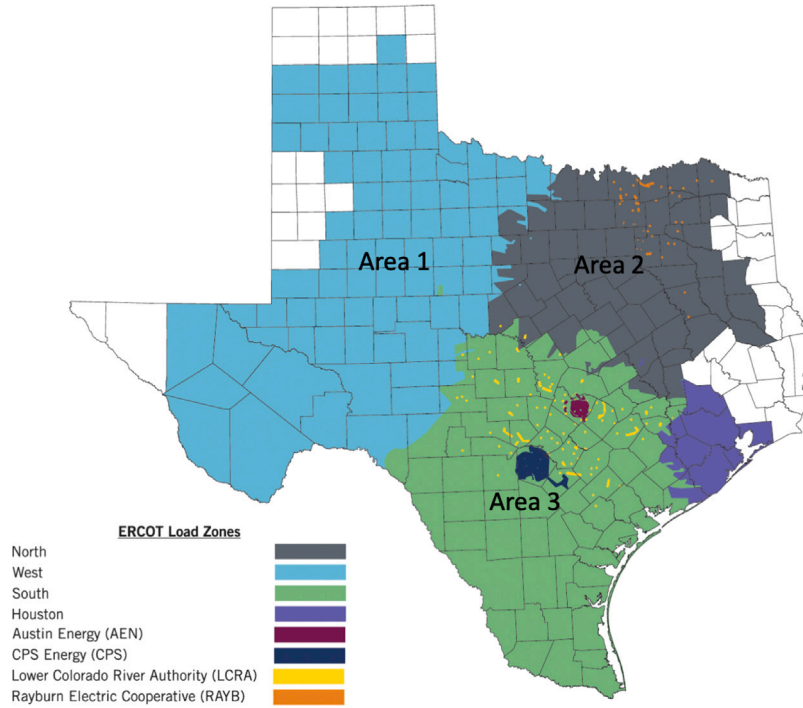 Area 1
Area 2
Area 3
ERCOT Load Zones
North
West
South
Houston
Austin Energy (AEN)
CPS Energy (CPS)
Lower Colorado River Authority (LCRA)
Rayburn Electric Cooperative (RAYB)